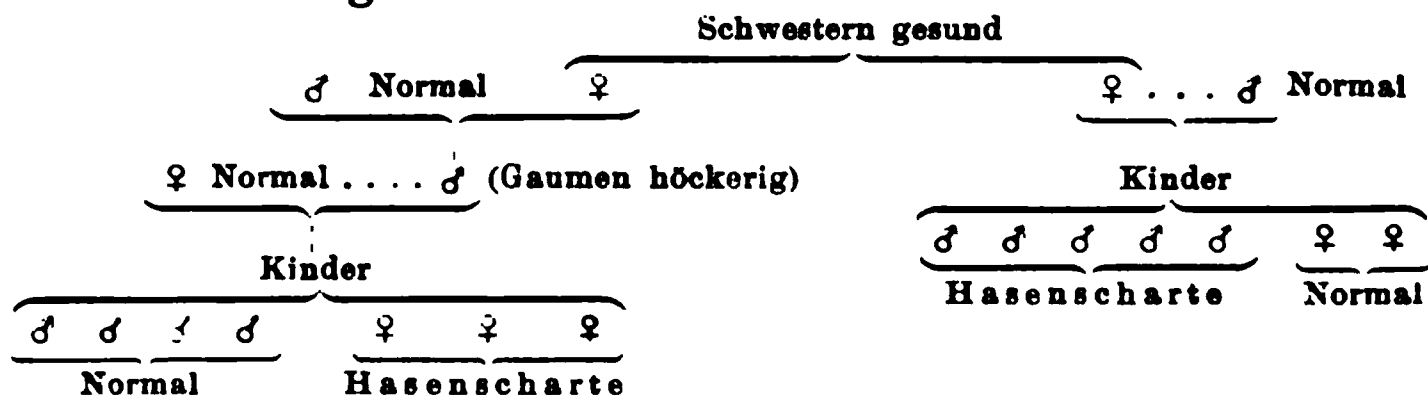 Schwestern gesund
♂ Normal ♀ ♀ . . . ♂ Normal
♀ Normal . . . . ♂ (Gaumen höckerig) Kinder
♂ ♂ ♂ ♂ ♂ ♀ ♀
Kinder Hasenscharte Normal
♂ ♂ ♂ ♀ ♀ ♀
Normal Hasenscharte